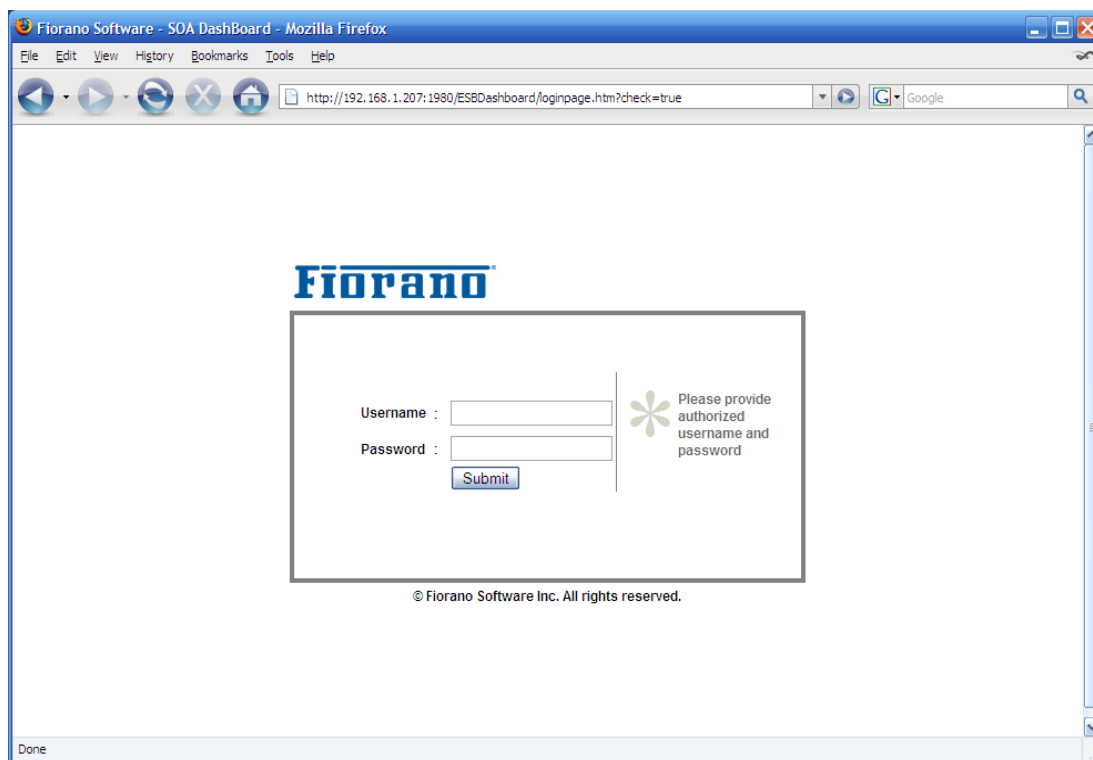 Fiorano Software - SOA DashBoard - Mozilla Firefox
File Edit View History Bookmarks Tools Help
http://192.168.1.207:1980/ESBDashboard/loginpage.htm?check=true
G Google
Fiorano
Username :
Password :
Submit
Please provide
authorized
username and
password
© Fiorano Software Inc. All rights reserved.
Done